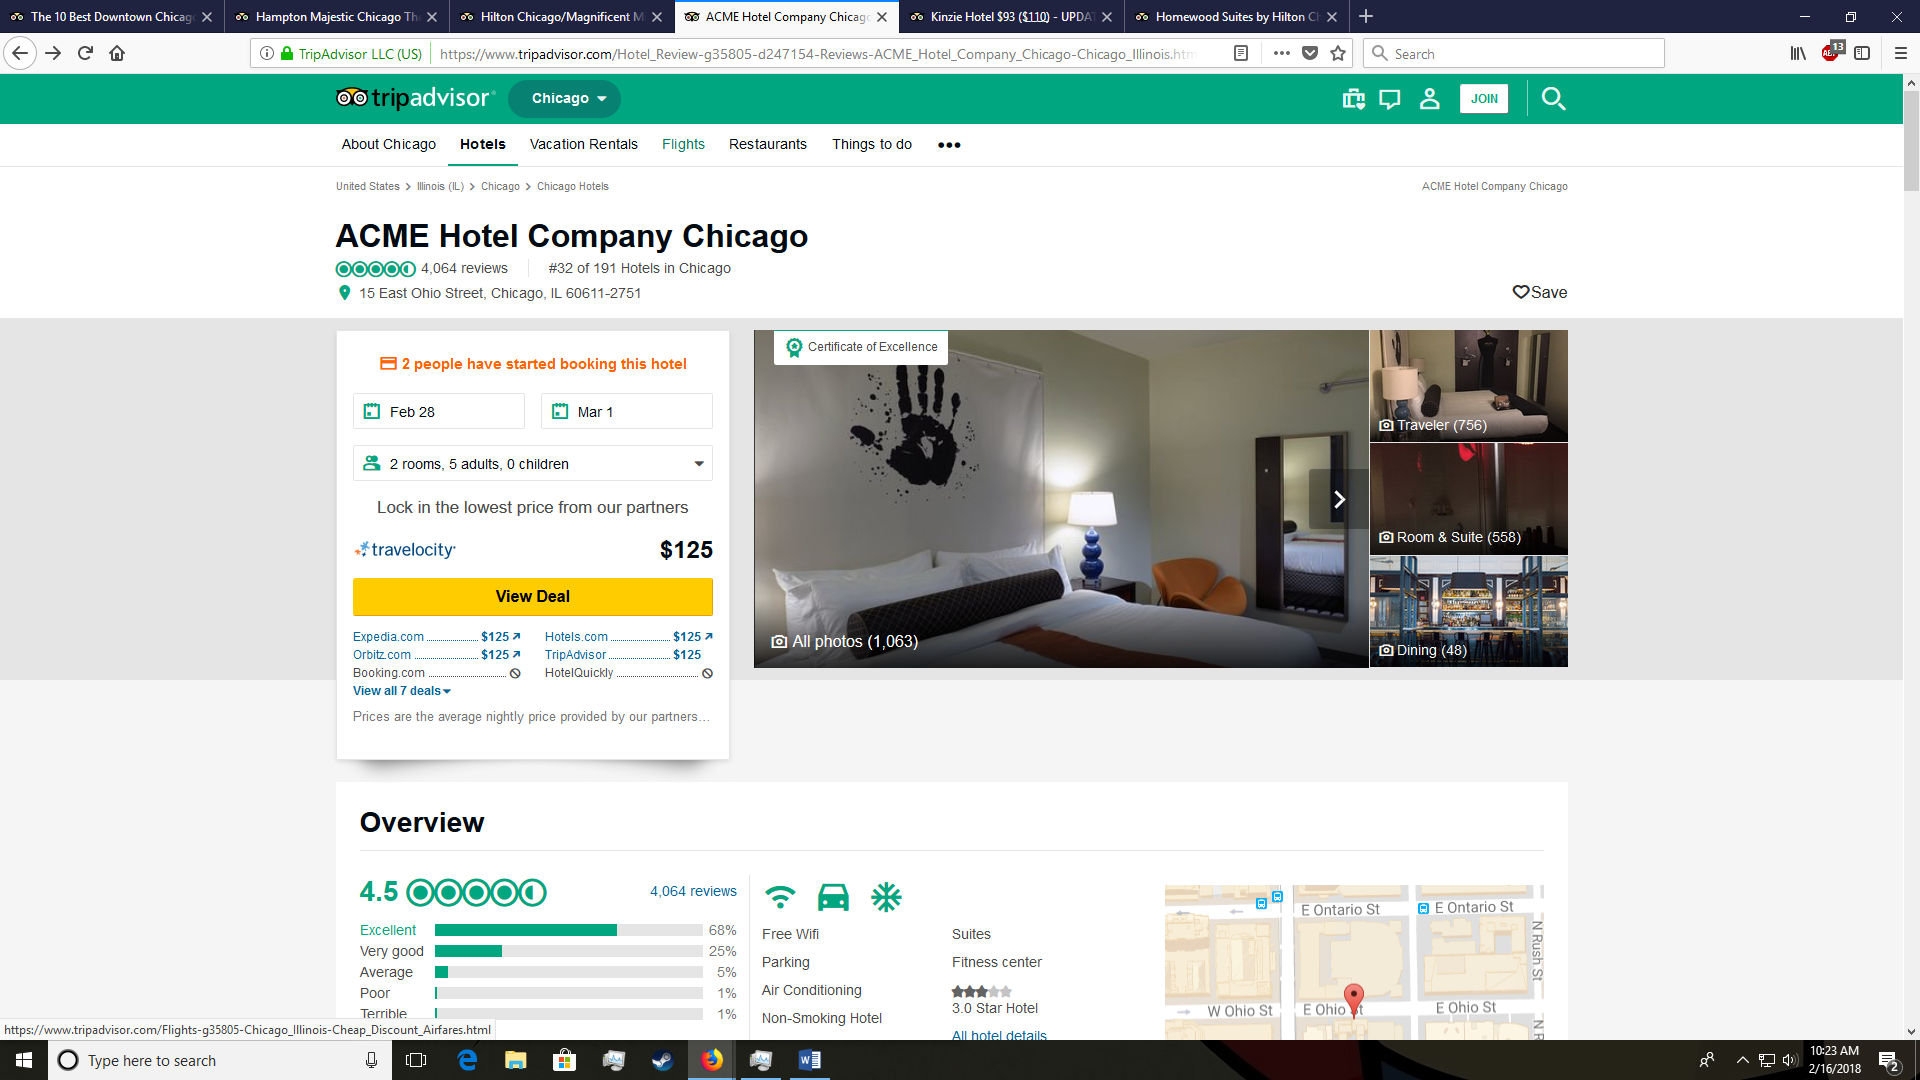 The 10 Best Downtown Chicago
Hampton Majestic Chicago The
Hilton Chicago/Magnificent M
ACME Hotel Company Chicago
Kinzie Hotel $93 ($110) - UPDA
Homewood Suites by Hilton C
TripAdvisor LLC (US)
https://www.tripadvisor.com/Hotel_Review-g35805-d247154-Reviews-ACME_Hotel_Company_Chicago-Chicago_Illinois.htm
Search
13
tripadvisor
Chicago
JOIN
About Chicago
Hotels
Vacation Rentals
Flights
Restaurants
Things to do
United States > Illinois (IL) > Chicago > Chicago Hotels
ACME Hotel Company Chicago
ACME Hotel Company Chicago
4,064 reviews
#32 of 191 Hotels in Chicago
15 East Ohio Street, Chicago, IL 60611-2751
Save
2 people have started booking this hotel
Feb 28
Mar 1
2 rooms, 5 adults, 0 children
Lock in the lowest price from our partners
travelocity
$125
View Deal
Expedia.com $125
Hotels.com $125
Orbitz.com $125
TripAdvisor $125
Booking.com
HotelQuickly
View all 7 deals
Prices are the average nightly price provided by our partners…
Certificate of Excellence
All photos (1,063)
Traveler (756)
Room & Suite (558)
Dining (48)
Overview
4.5
4,064 reviews
Excellent 68%
Very good 25%
Average 5%
Poor 1%
Terrible 1%
Free Wifi
Parking
Air Conditioning
Non-Smoking Hotel
Suites
Fitness center
3.0 Star Hotel
All hotel details
E Ontario St
E Ontario St
N Rush St
W Ohio St
E Ohio St
E Ohio St
N R
https://www.tripadvisor.com/Flights-g35805-Chicago_Illinois-Cheap_Discount_Airfares.html
Type here to search
10:23 AM
2/16/2018
2